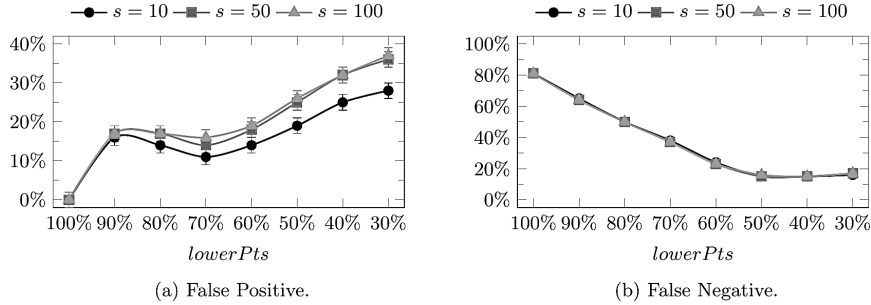 s = 10 s = 50 s = 100
40%
30%
20%
10%
0%
100% 90% 80% 70% 60% 50% 40% 30%
lowerPts
(a) False Positive.
s = 10 s = 50 s = 100
100%
80%
60%
40%
20%
0%
100% 90% 80% 70% 60% 50% 40% 30%
lowerPts
(b) False Negative.